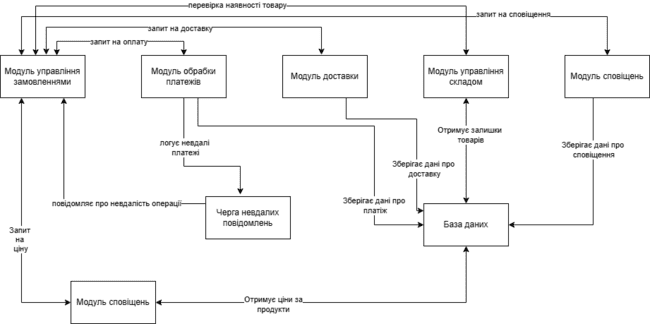 перевірка наявності товару
запит на сповіщення
запит на доставку
запит на оплату
Модуль управління
замовленнями
Модуль обрабки
платежів
Модуль доставки
Модуль управління
складом
Модуль сповіщень
логує невдалі
платежі
Отримує залишки
товарів
Зберігає дані про
сповіщення
Зберігає дані про
доставку
повідомляє про невдалість операції
Черга невдалих
повідомлень
Зберігає дані про
платіж
База даних
Запит
на
ціну
Модуль сповіщень
Отримує ціни за
продукти